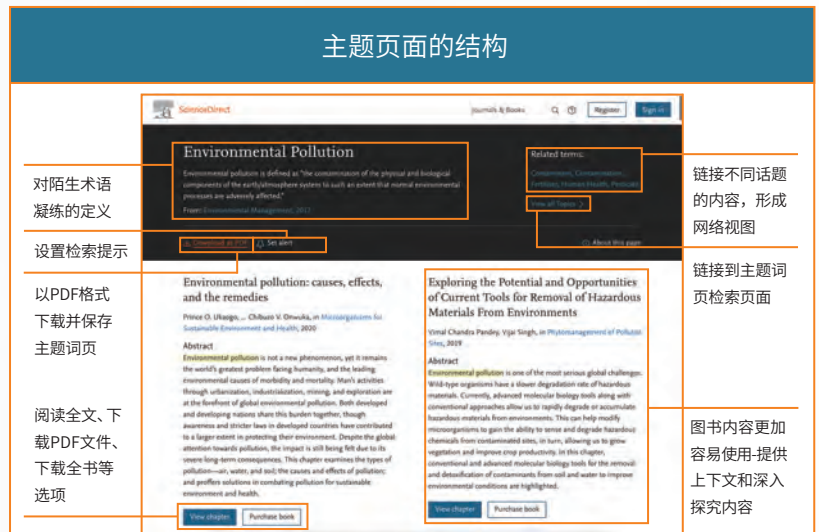 主题页面的结构
ScienceDirect
Journals & Books
Register
Sign in
Environmental Pollution
Environmental pollution is defined as "the contamination of the physical and biological
components of the earth/atmosphere system to such an extent that normal environmental
processes are adversely affected."
From: Environmental Management, 2017
Related terms:
Contaminant, Contamination,
Fertilizer, Human Health, Pesticide
View all Topics >
Download as PDF
Set alert
About this page
对陌生术语
凝练的定义
设置检索提示
以PDF格式
下载并保存
主题词页
阅读全文、下
载PDF文件、
下载全书等
选项
Environmental pollution: causes, effects,
and the remedies
Prince O. Ukaogo, ... Chibuzo V. Onwuka, in Microorganisms for
Sustainable Environment and Health, 2020
Abstract
Environmental pollution is not a new phenomenon, yet it remains
the world's greatest problem facing humanity, and the leading
environmental causes of morbidity and mortality. Man's activities
through urbanization, industrialization, mining, and exploration are
at the forefront of global environmental pollution. Both developed
and developing nations share this burden together, though
awareness and stricter laws in developed countries have contributed
to a larger extent in protecting their environment. Despite the global
attention towards pollution, the impact is still being felt due to its
severe long-term consequences. This chapter examines the types of
pollution—air, water, and soil; the causes and effects of pollution;
and proffers solutions in combating pollution for sustainable
environment and health.
View chapter
Purchase book
Exploring the Potential and Opportunities
of Current Tools for Removal of Hazardous
Materials From Environments
Vimal Chandra Pandey, Vijai Singh, in Phytomanagement of Polluted
Sites, 2019
Abstract
Environmental pollution is one of the most serious global challenges.
Wild-type organisms have a slower degradation rate of hazardous
materials. Currently, advanced molecular biology tools along with
conventional approaches allow us to rapidly degrade or accumulate
hazardous materials from environments. This can help modify
microorganisms to gain the ability to sense and degrade hazardous
chemicals from contaminated sites, in turn, allowing us to grow
vegetation and improve crop productivity. In this chapter,
conventional and advanced molecular biology tools for the removal
and detoxification of contaminants from soil and water to improve
environmental conditions are highlighted.
View chapter
Purchase book
链接不同话题
的内容，形成
网络视图
链接到主题词
页检索页面
图书内容更加
容易使用-提供
上下文和深入
探究内容